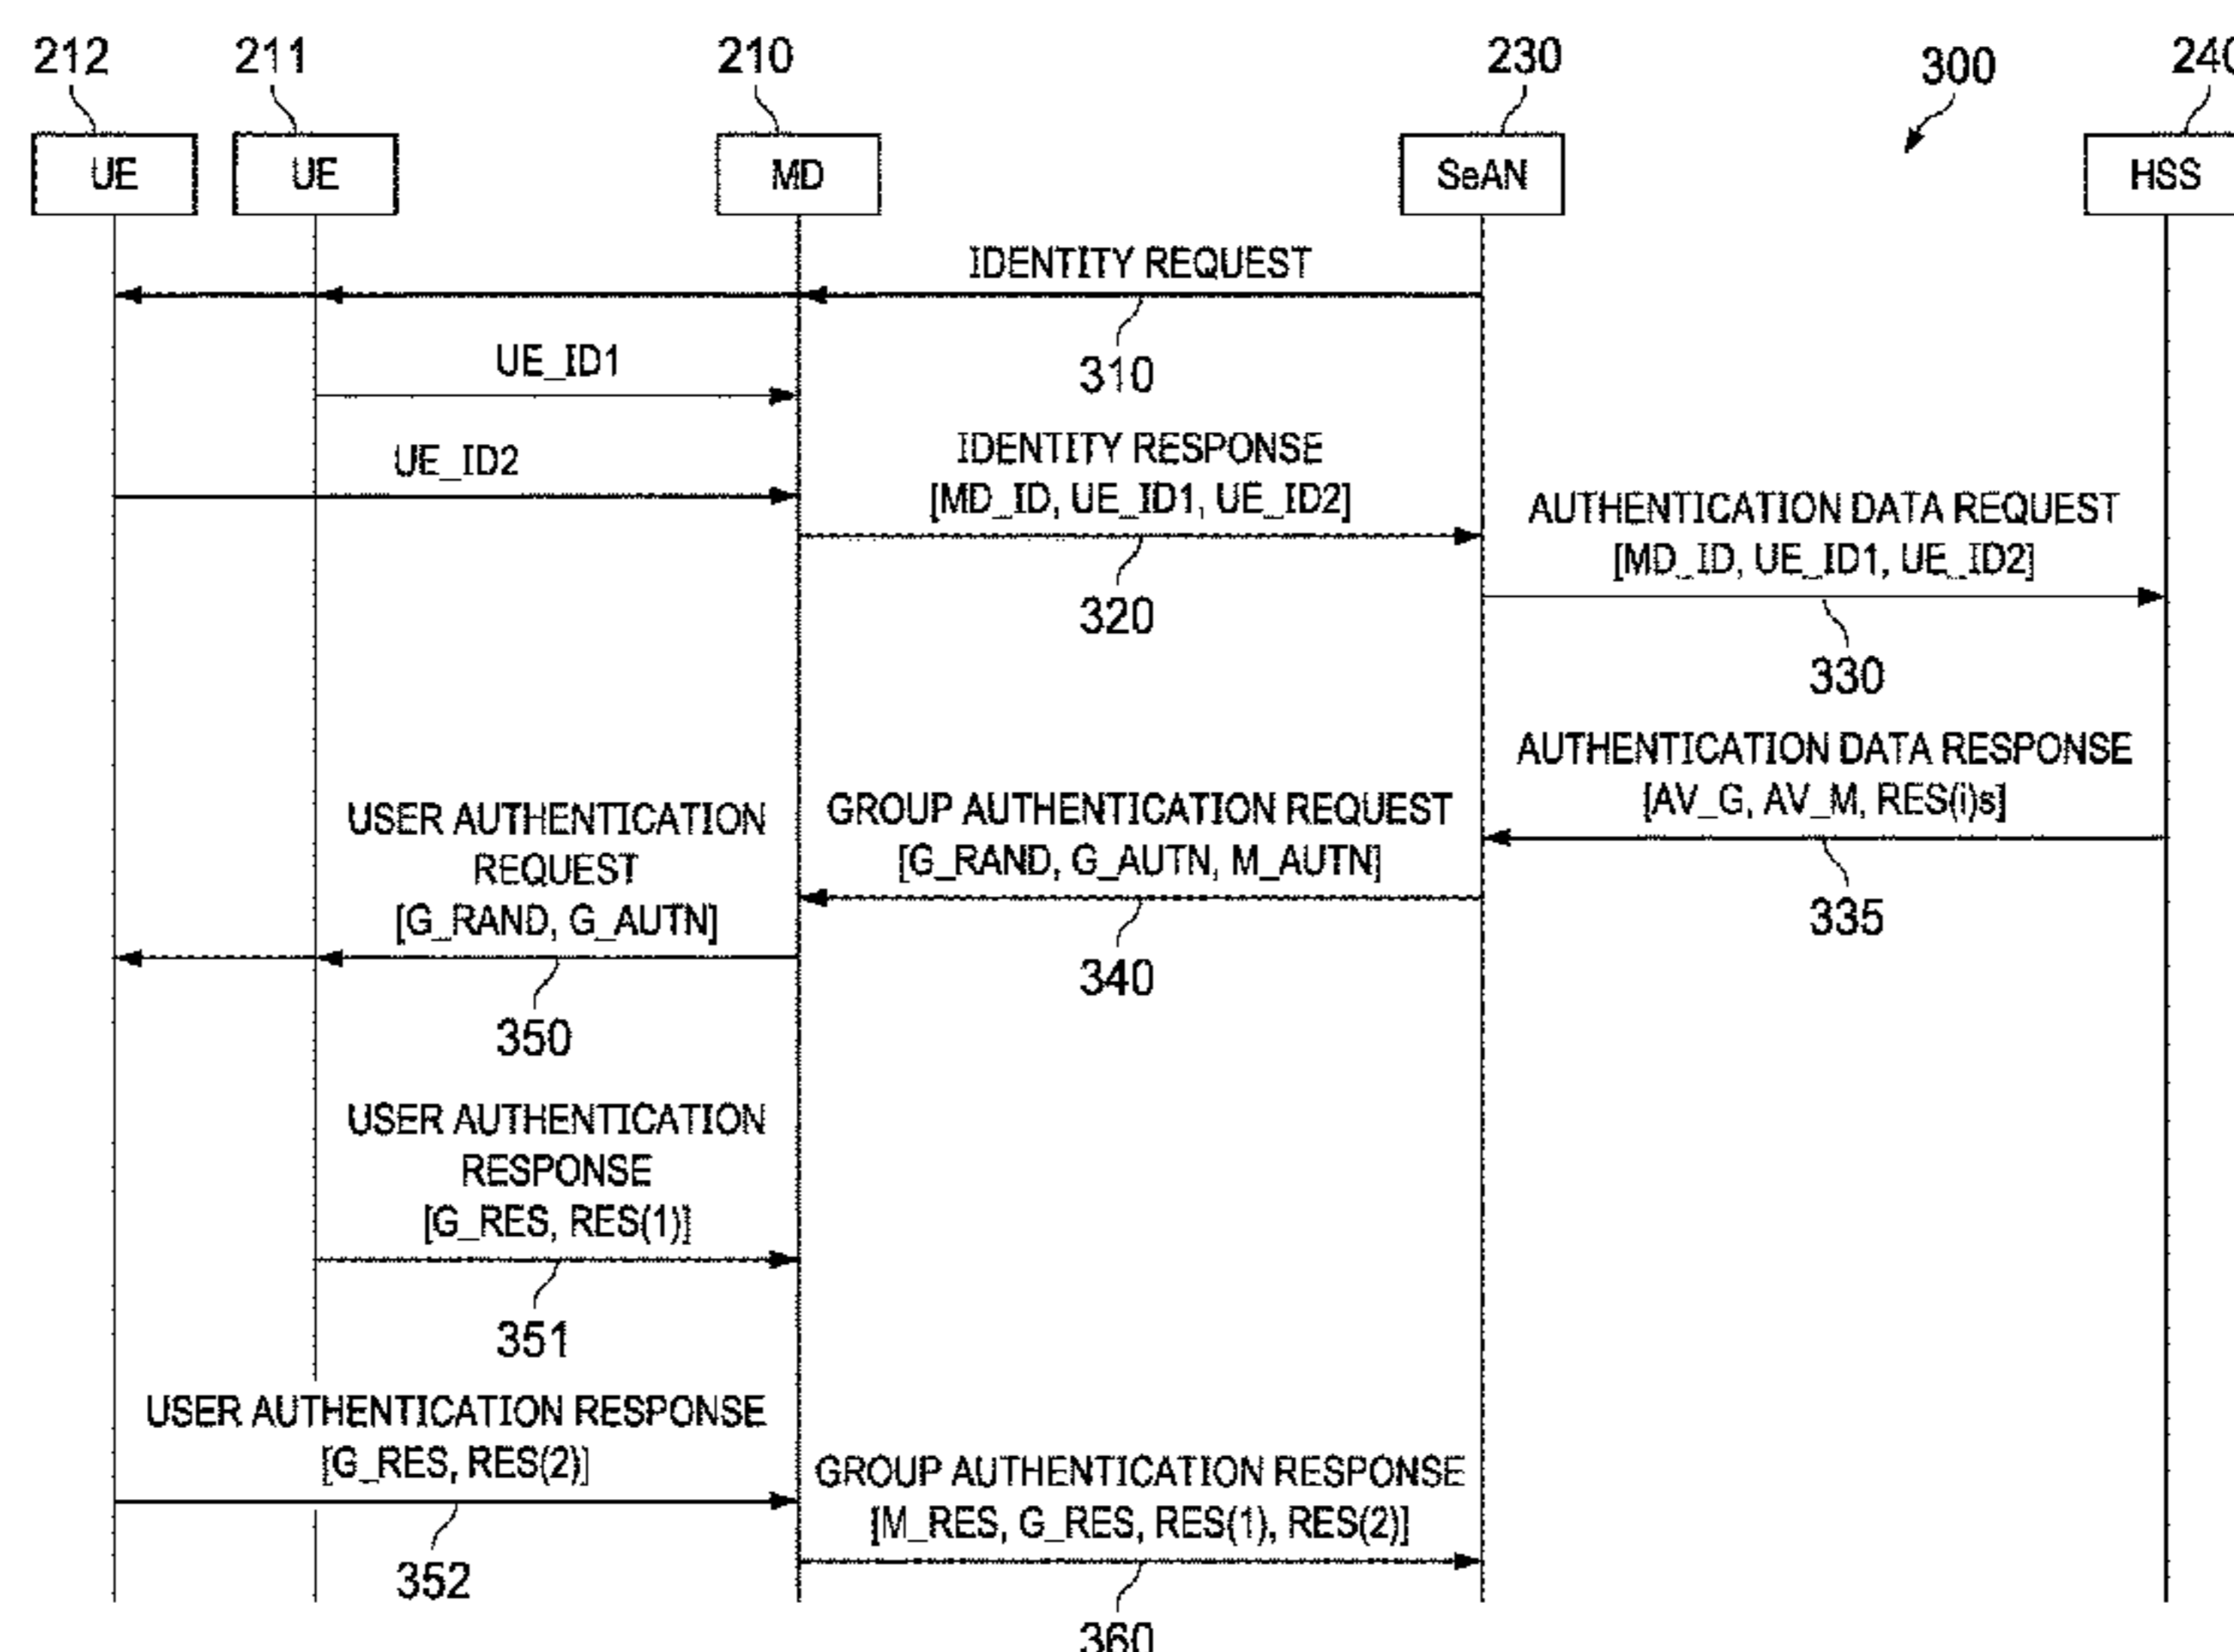 212
211
210
230
300
240
UE
UE
MD
SeAN
HSS
IDENTITY REQUEST
310
UE_ID1
UE_ID2
IDENTITY RESPONSE
[MD_ID, UE_ID1, UE_ID2]
320
AUTHENTICATION DATA REQUEST
[MD_ID, UE_ID1, UE_ID2]
330
AUTHENTICATION DATA RESPONSE
[AV_G, AV_M, RES(i)s]
335
GROUP AUTHENTICATION REQUEST
[G_RAND, G_AUTN, M_AUTN]
340
USER AUTHENTICATION
REQUEST
[G_RAND, G_AUTN]
350
USER AUTHENTICATION
RESPONSE
[G_RES, RES(1)]
351
USER AUTHENTICATION RESPONSE
[G_RES, RES(2)]
352
GROUP AUTHENTICATION RESPONSE
[M_RES, G_RES, RES(1), RES(2)]
360